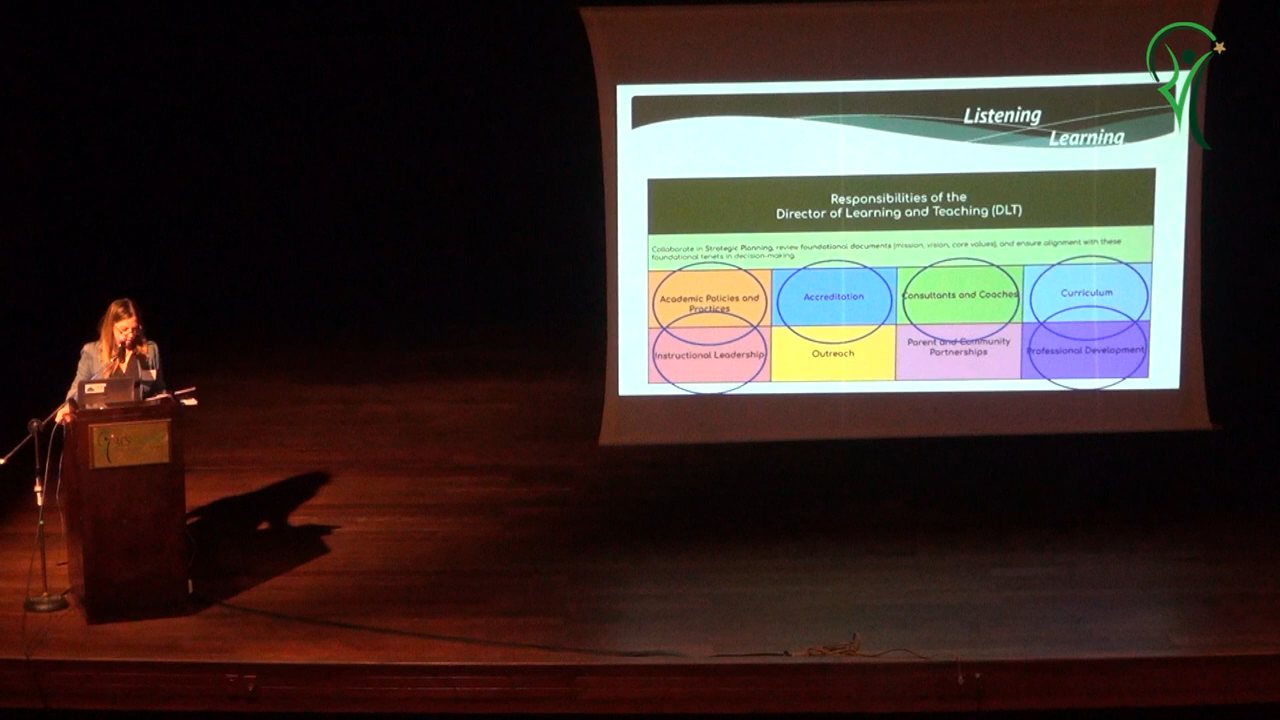 Listening
Learning
Responsibilities of the
Director of Learning and Teaching (DLT)
Collaborate in Strategic Planning, review foundational documents (mission, vision, core values), and ensure alignment with these
foundational tenets in decision-making.
Academic Policies and
Practices
Accreditation
Consultants and Coaches
Curriculum
Instructional Leadership
Outreach
Parent and Community
Partnerships
Professional Development